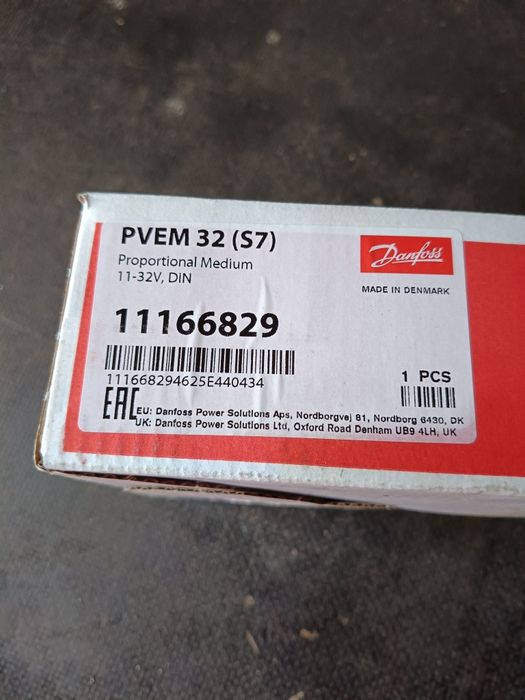 PVEM 32 (S7)
Danfoss
Proportional Medium
11-32V, DIN
MADE IN DENMARK
11166829
111668294625E440434
1 PCS
EAC
EU: Danfoss Power Solutions Aps, Nordborgvej 81, Nordborg 6430, DK
UK: Danfoss Power Solutions Ltd, Oxford Road Denham UB9 4LH, UK